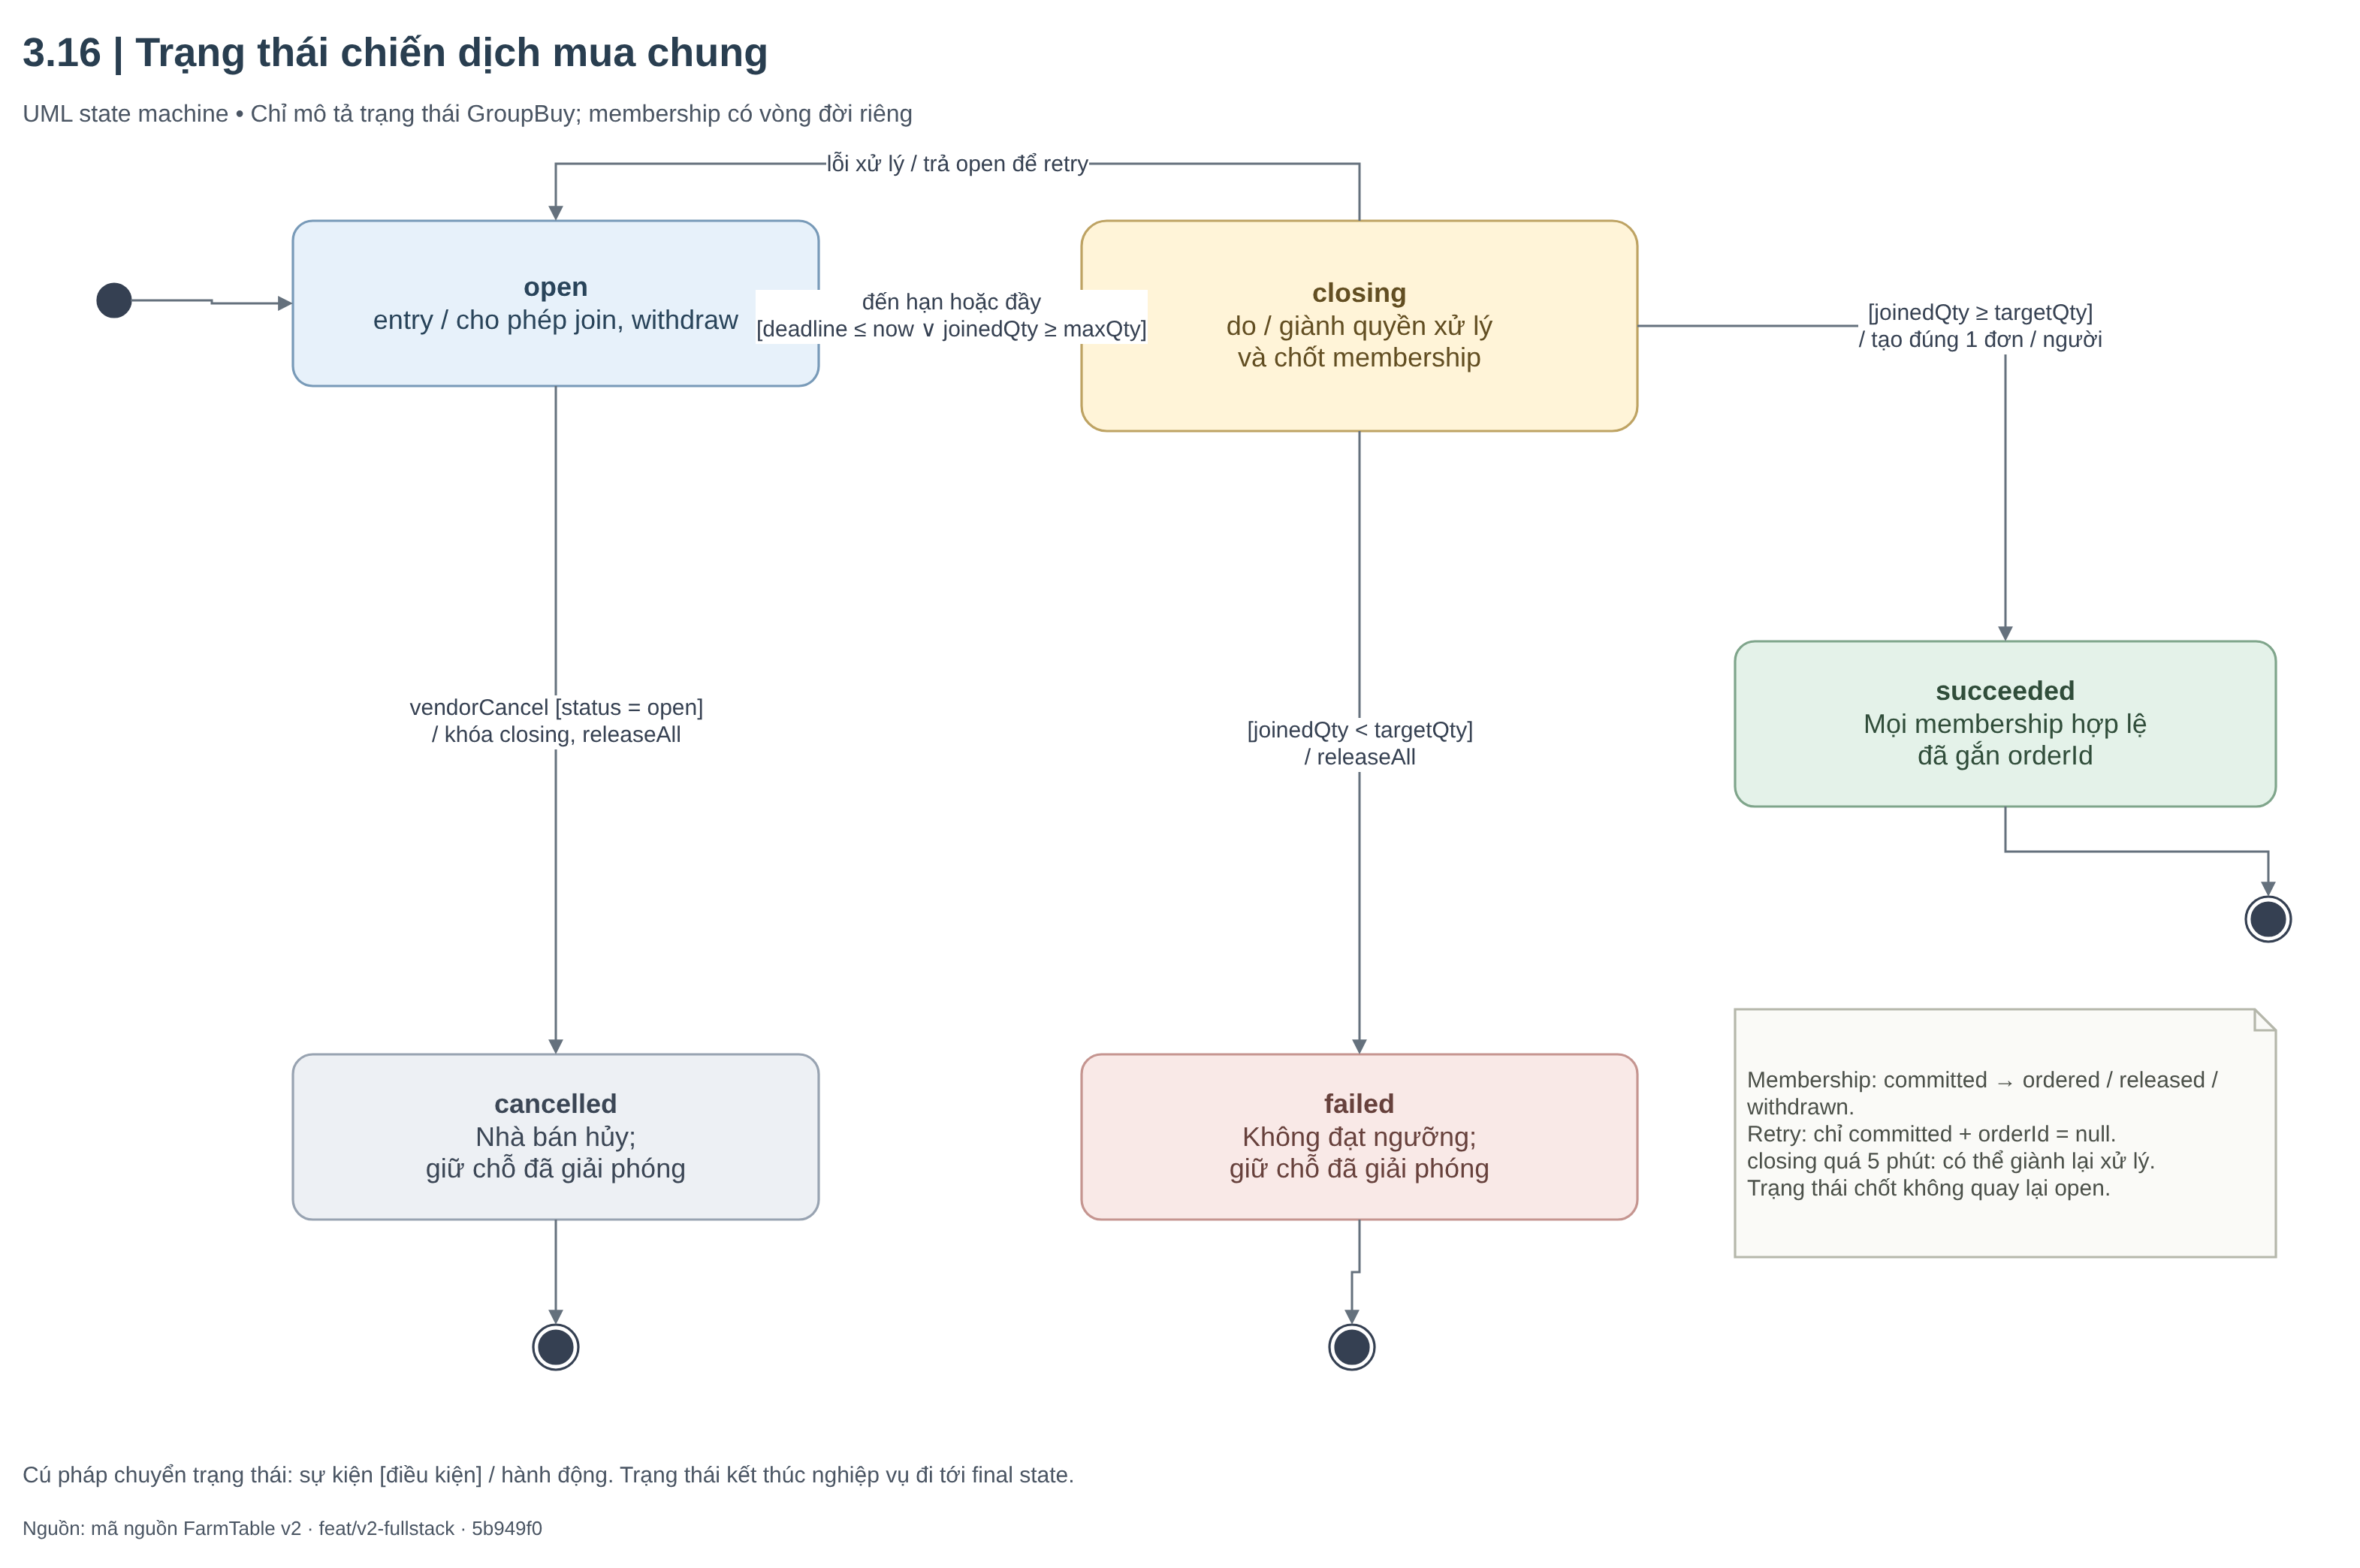 3.16 | Trạng thái chiến dịch mua chung
UML state machine • Chỉ mô tả trạng thái GroupBuy; membership có vòng đời riêng
lỗi xử lý / trả open để retry
open
entry / cho phép join, withdraw
đến hạn hoặc đầy
[deadline ≤ now ∨ joinedQty ≥ maxQty]
closing
do / giành quyền xử lý
và chốt membership
[joinedQty ≥ targetQty]
/ tạo đúng 1 đơn / người
vendorCancel [status = open]
/ khóa closing, releaseAll
[joinedQty < targetQty]
/ releaseAll
succeeded
Mọi membership hợp lệ
đã gắn orderId
cancelled
Nhà bán hủy;
giữ chỗ đã giải phóng
failed
Không đạt ngưỡng;
giữ chỗ đã giải phóng
Membership: committed → ordered / released /
withdrawn.
Retry: chỉ committed + orderId = null.
closing quá 5 phút: có thể giành lại xử lý.
Trạng thái chốt không quay lại open.
Cú pháp chuyển trạng thái: sự kiện [điều kiện] / hành động. Trạng thái kết thúc nghiệp vụ đi tới final state.
Nguồn: mã nguồn FarmTable v2 · feat/v2-fullstack · 5b949f0